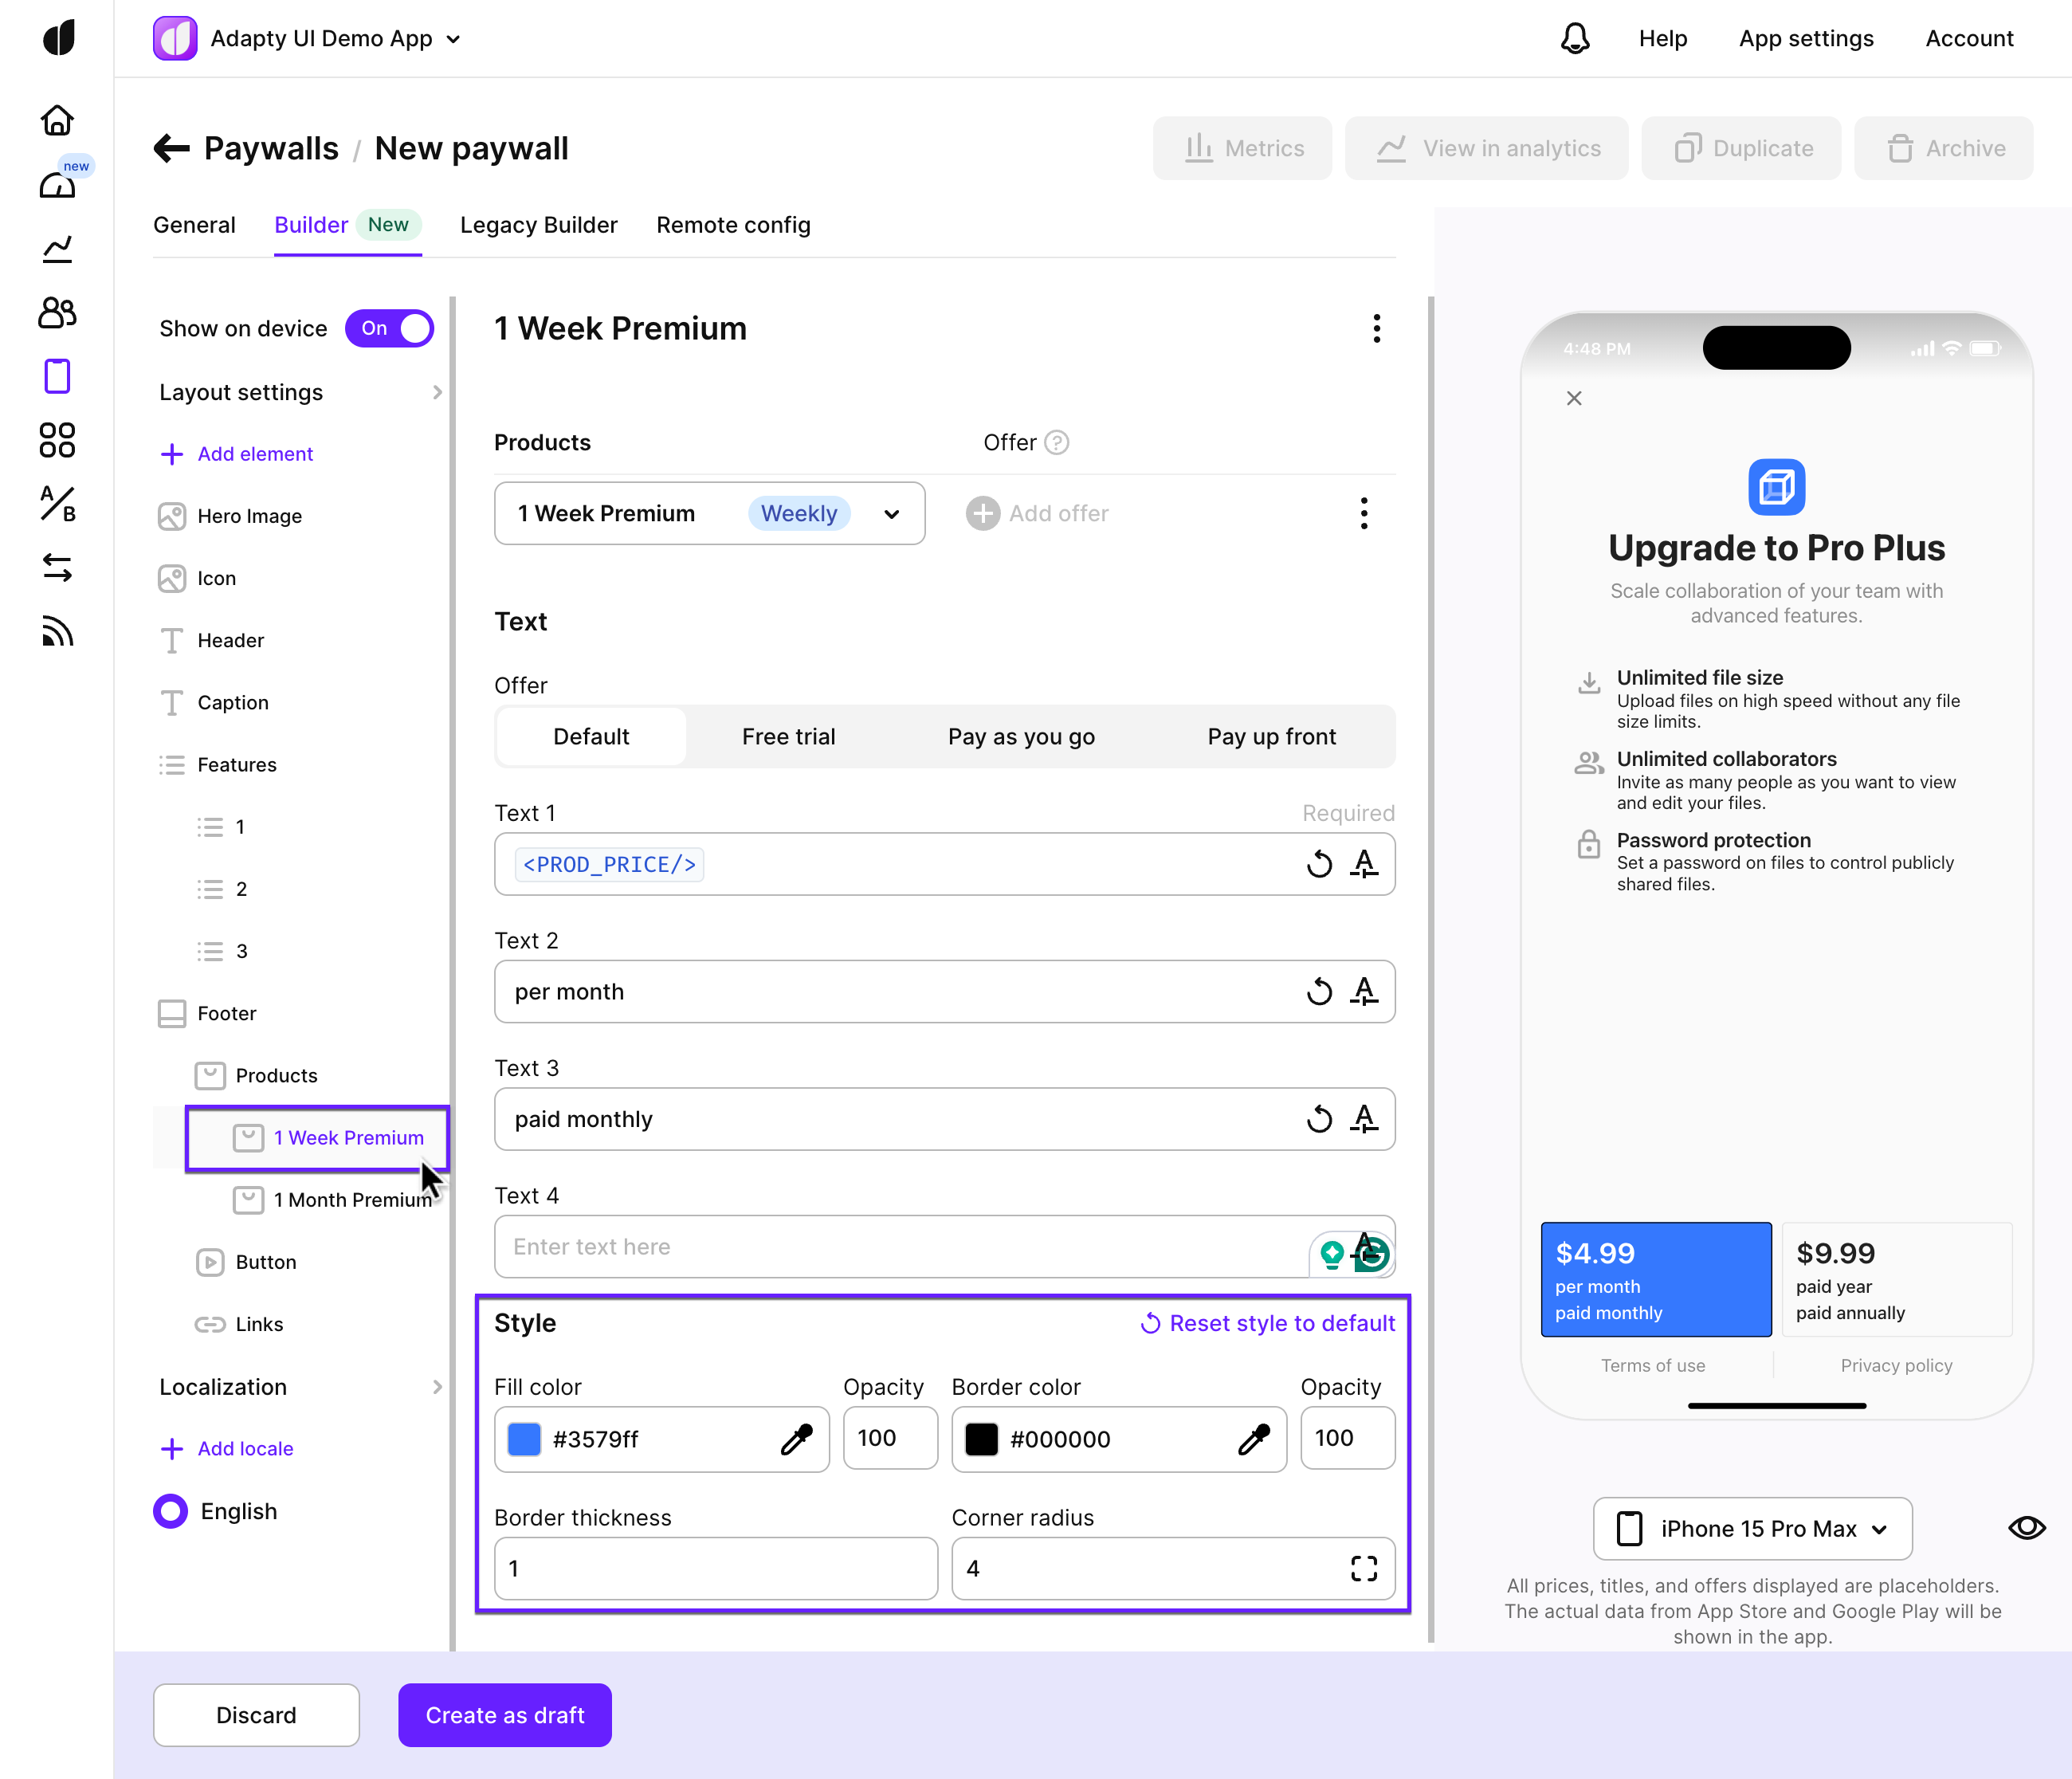 Adapty UI Demo App
Help
App settings
Account
new
Paywalls / New paywall
Metrics
View in analytics
Duplicate
Archive
General
Builder
New
Legacy Builder
Remote config
Show on device
On
Layout settings
Add element
Hero Image
Icon
Header
Caption
Features
1
2
3
Footer
Products
1 Week Premium
1 Month Premium
Button
Links
Localization
Add locale
English
1 Week Premium
Products
Offer
?
1 Week Premium
Weekly
Add offer
Text
Offer
Default
Free trial
Pay as you go
Pay up front
Text 1
Required
<PROD_PRICE/>
Text 2
per month
Text 3
paid monthly
Text 4
Enter text here
Style
Reset style to default
Fill color
Opacity
Border color
Opacity
#3579ff
100
#000000
100
Border thickness
Corner radius
1
4
Discard
Create as draft
4:48 PM
Upgrade to Pro Plus
Scale collaboration of your team with
advanced features.
Unlimited file size
Upload files on high speed without any file
size limits.
Unlimited collaborators
Invite as many people as you want to view
and edit your files.
Password protection
Set a password on files to control publicly
shared files.
$4.99
per month
paid monthly
$9.99
paid year
paid annually
Terms of use
Privacy policy
iPhone 15 Pro Max
All prices, titles, and offers displayed are placeholders.
The actual data from App Store and Google Play will be
shown in the app.